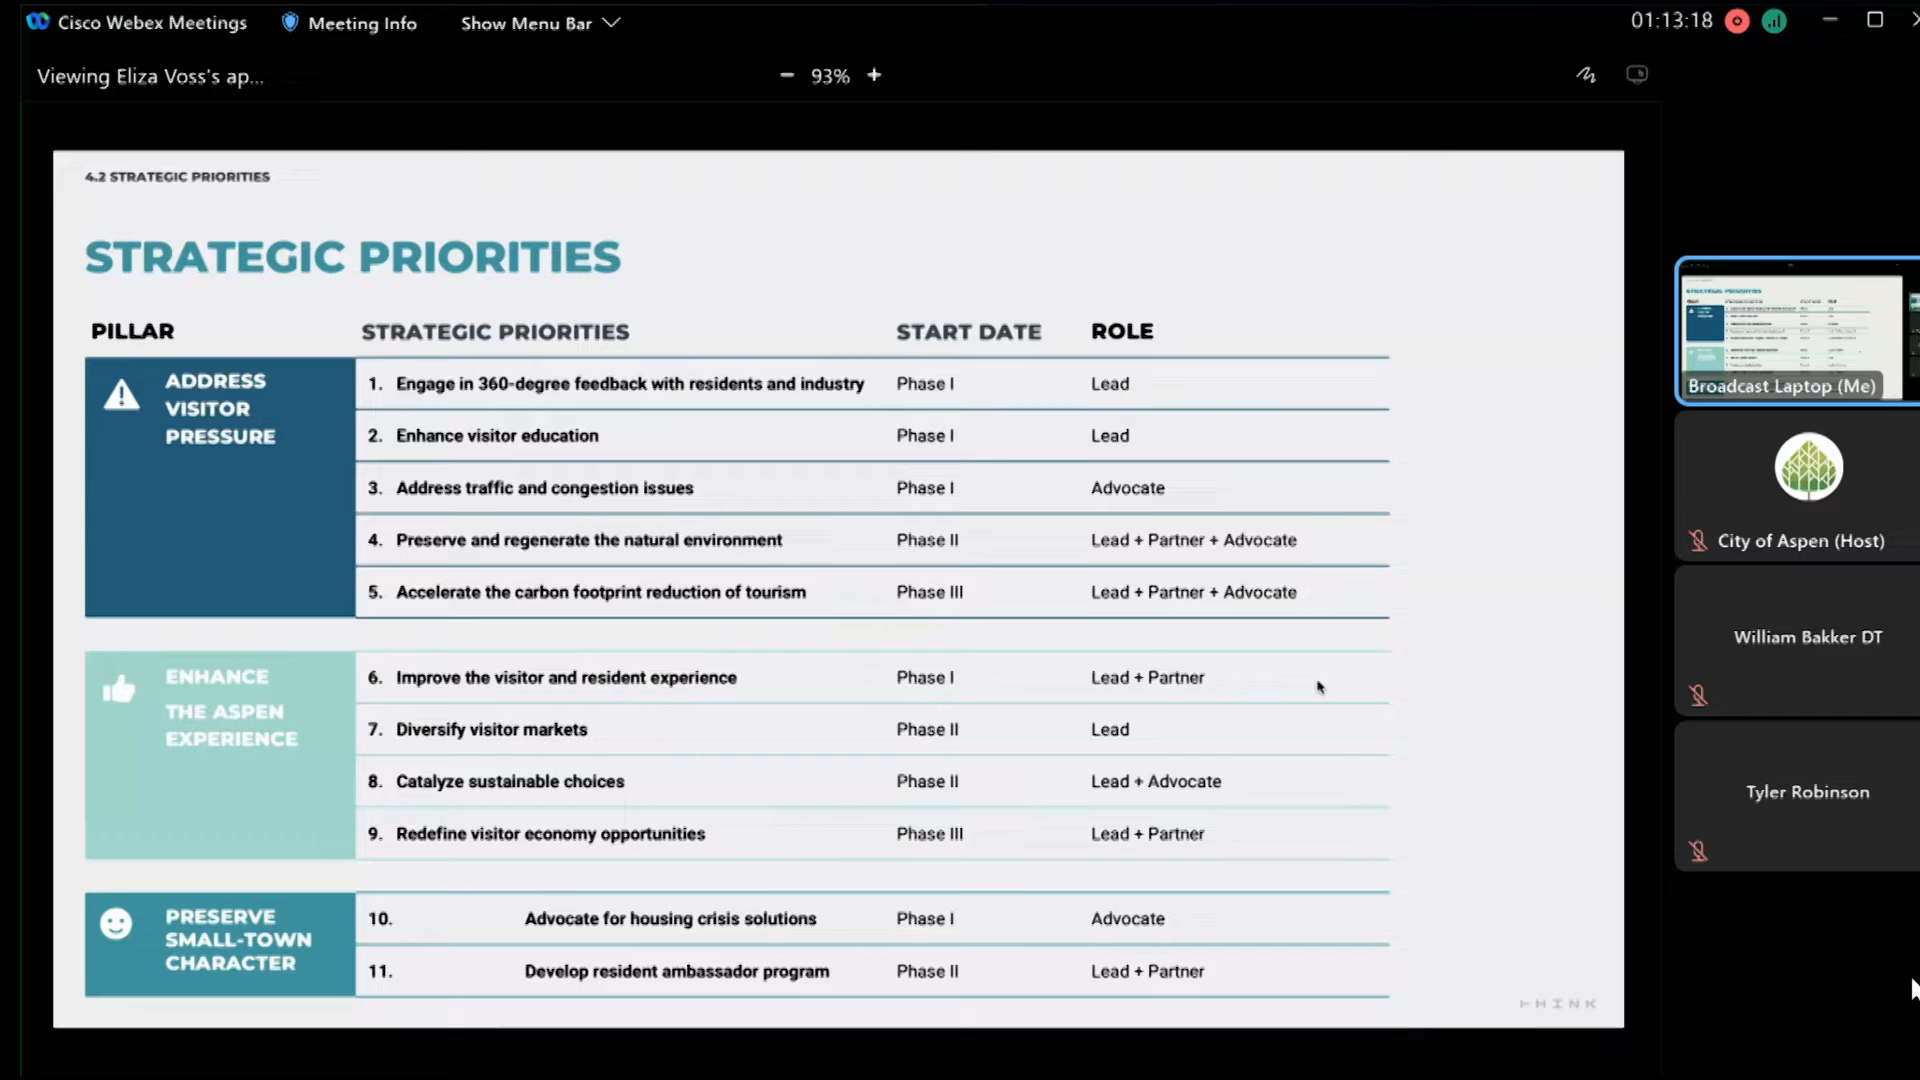 Cisco Webex Meetings Meeting Info Show Menu Bar 01:13:18
Viewing Eliza Voss's ap... 93%
4.2 STRATEGIC PRIORITIES
STRATEGIC PRIORITIES
PILLAR STRATEGIC PRIORITIES START DATE ROLE
ADDRESS
VISITOR
PRESSURE
1. Engage in 360-degree feedback with residents and industry Phase I Lead
2. Enhance visitor education Phase I Lead
3. Address traffic and congestion issues Phase I Advocate
4. Preserve and regenerate the natural environment Phase II Lead + Partner + Advocate
5. Accelerate the carbon footprint reduction of tourism Phase III Lead + Partner + Advocate
ENHANCE
THE ASPEN
EXPERIENCE
6. Improve the visitor and resident experience Phase I Lead + Partner
7. Diversify visitor markets Phase II Lead
8. Catalyze sustainable choices Phase II Lead + Advocate
9. Redefine visitor economy opportunities Phase III Lead + Partner
PRESERVE
SMALL-TOWN
CHARACTER
10. Advocate for housing crisis solutions Phase I Advocate
11. Develop resident ambassador program Phase II Lead + Partner
THINK
STRATEGIC PRIORITIES
Broadcast Laptop (Me)
City of Aspen (Host)
William Bakker DT
Tyler Robinson